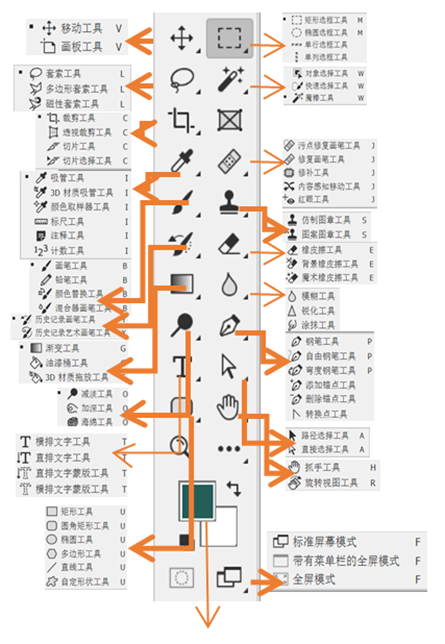 移动工具 V
画板工具 V
套索工具 L
多边形套索工具 L
磁性套索工具 L
裁剪工具 C
透视裁剪工具 C
切片工具 C
切片选择工具 C
吸管工具 I
3D 材质吸管工具 I
颜色取样器工具 I
标尺工具 I
注释工具 I
计数工具 I
画笔工具 B
铅笔工具 B
颜色替换工具 B
混合器画笔工具 B
历史记录画笔工具 Y
历史记录艺术画笔工具 Y
渐变工具 G
油漆桶工具 G
3D 材质拖放工具 G
减淡工具 O
加深工具 O
海绵工具 O
横排文字工具 T
直排文字工具 T
直排文字蒙版工具 T
横排文字蒙版工具 T
矩形工具 U
圆角矩形工具 U
椭圆工具 U
多边形工具 U
直线工具 U
自定形状工具 U
矩形选框工具 M
椭圆选框工具 M
单行选框工具
单列选框工具
对象选择工具 W
快速选择工具 W
魔棒工具 W
污点修复画笔工具 J
修复画笔工具 J
修补工具 J
内容感知移动工具 J
红眼工具 J
仿制图章工具 S
图案图章工具 S
橡皮擦工具 E
背景橡皮擦工具 E
魔术橡皮擦工具 E
模糊工具
锐化工具
涂抹工具
钢笔工具 P
自由钢笔工具 P
弯度钢笔工具 P
添加锚点工具
删除锚点工具
转换点工具
路径选择工具 A
直接选择工具 A
抓手工具 H
旋转视图工具 R
标准屏幕模式 F
带有菜单栏的全屏模式 F
全屏模式 F